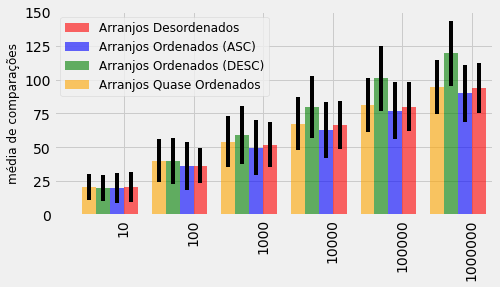 150
125
100
75
50
25
0
média de comparações
Arranjos Desordenados
Arranjos Ordenados (ASC)
Arranjos Ordenados (DESC)
Arranjos Quase Ordenados
10
100
1000
10000
100000
1000000